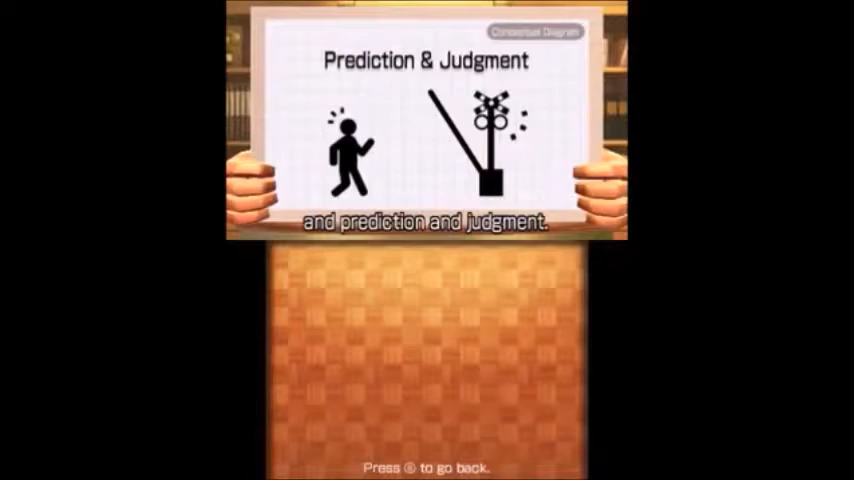 Conceptual Diagram
Prediction & Judgment
and prediction and judgment.
Press Ⓑ to go back.